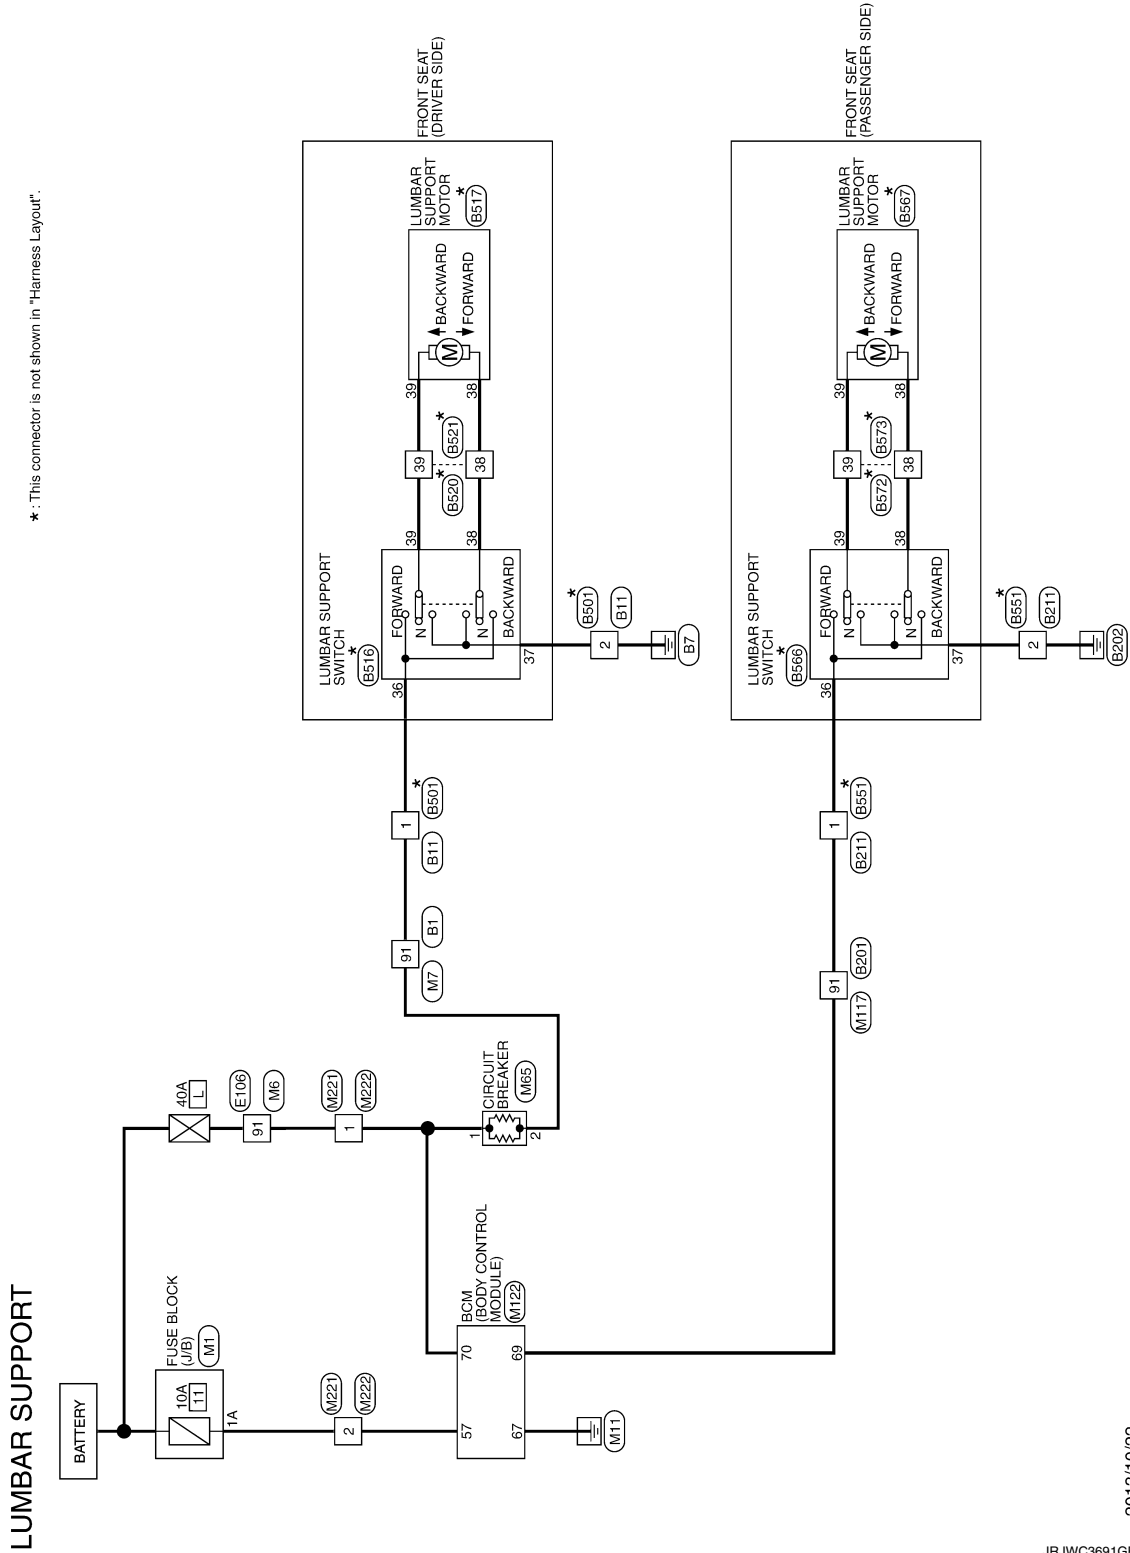 LUMBAR SUPPORT
* : This connector is not shown in "Harness Layout".
BATTERY
FUSE BLOCK
(J/B)
M1
10A
11
1A
40A
L
E106
91
M6
M221
2
M222
M221
1
M222
BCM
(BODY CONTROL
MODULE)
M122
57
70
67
69
M11
CIRCUIT
BREAKER
M65
1
2
M7
91
B1
B11
1
B501
*
M117
91
B201
B211
1
B551
*
FRONT SEAT
(DRIVER SIDE)
LUMBAR SUPPORT
SWITCH
B516
*
36
FORWARD
N
N
BACKWARD
37
39
38
B520
*
39
38
B521
*
39
38
LUMBAR
SUPPORT
MOTOR
B517
*
M
BACKWARD
FORWARD
B501
*
2
B11
B7
FRONT SEAT
(PASSENGER SIDE)
LUMBAR SUPPORT
SWITCH
B566
*
36
FORWARD
N
N
BACKWARD
37
39
38
B572
*
39
38
B573
*
39
38
LUMBAR
SUPPORT
MOTOR
B567
*
M
BACKWARD
FORWARD
B551
*
2
B211
B202